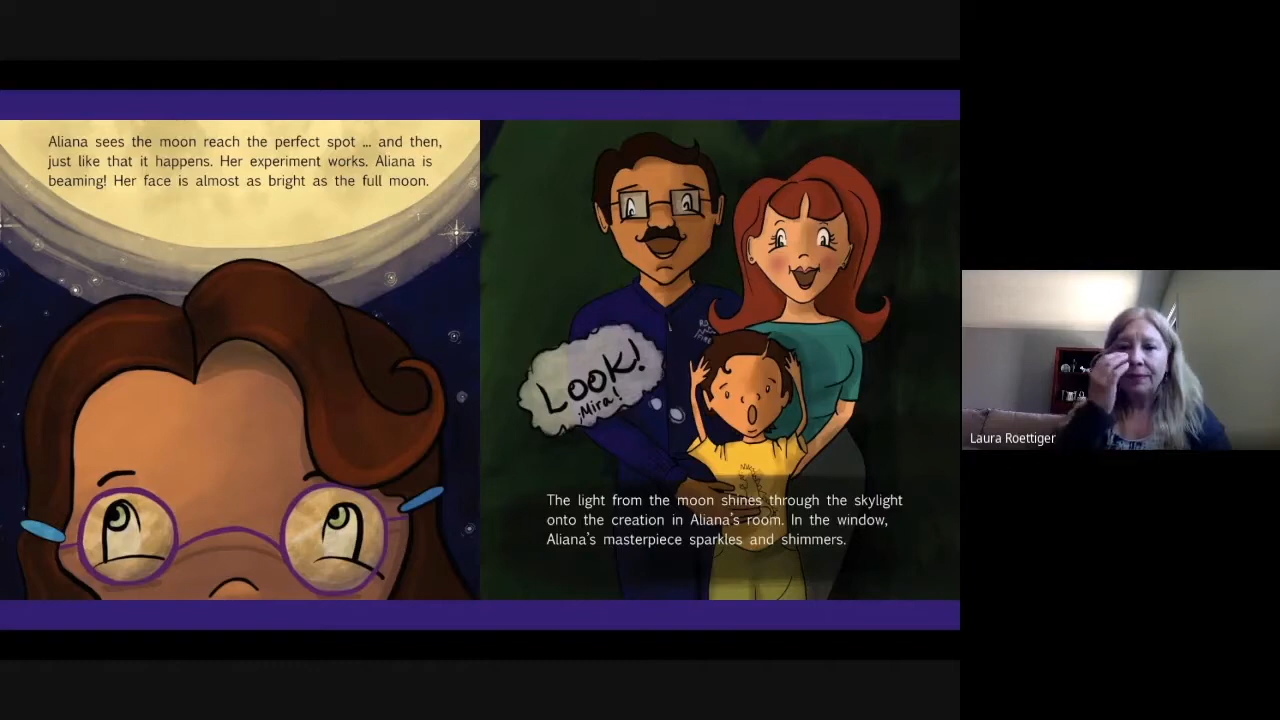 Aliana sees the moon reach the perfect spot ... and then,
just like that it happens. Her experiment works. Aliana is
beaming! Her face is almost as bright as the full moon.
LOOK!
¡Mira!
The light from the moon shines through the skylight
onto the creation in Aliana's room. In the window,
Aliana's masterpiece sparkles and shimmers.
Laura Roettiger